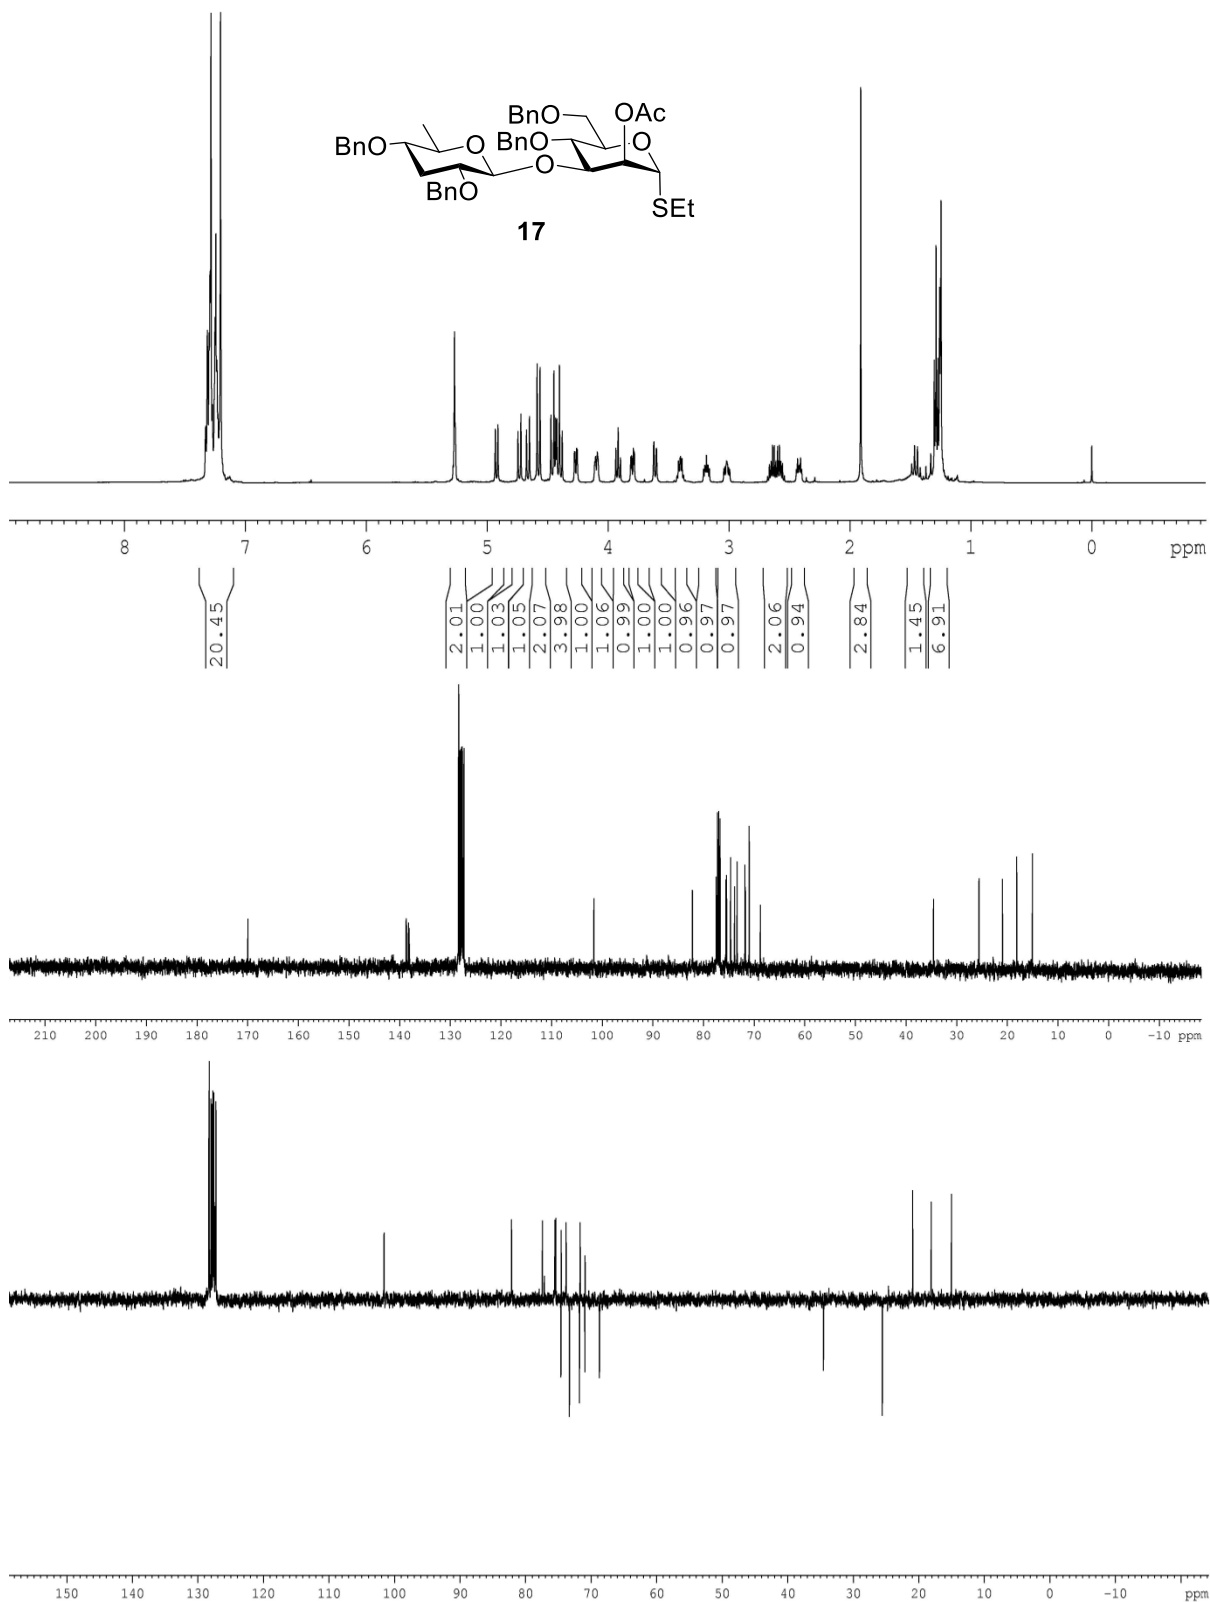 BnO
OAc
BnO
O
BnO
O
O
BnO
SEt
17
8 7 6 5 4 3 2 1 0 ppm
20.45 2.01 1.00 1.03 1.05 2.07 3.98 1.00 1.06 0.99 1.00 1.00 0.96 0.97 0.97 2.06 0.94 2.84 1.45 6.91
210 200 190 180 170 160 150 140 130 120 110 100 90 80 70 60 50 40 30 20 10 0 -10 ppm
150 140 130 120 110 100 90 80 70 60 50 40 30 20 10 0 -10 ppm